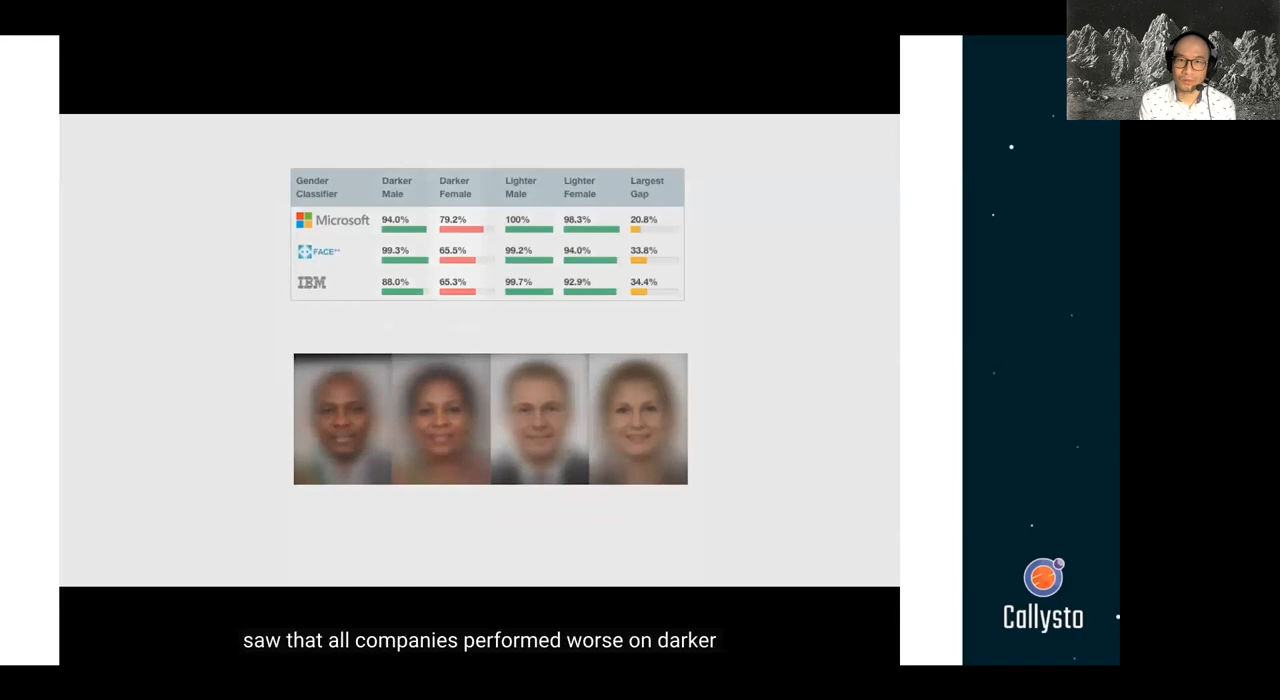 Gender Classifier Darker Male Darker Female Lighter Male Lighter Female Largest Gap
Microsoft 94.0% 79.2% 100% 98.3% 20.8%
FACE++ 99.3% 65.5% 99.2% 94.0% 33.8%
IBM 88.0% 65.3% 99.7% 92.9% 34.4%
saw that all companies performed worse on darker
Callysto